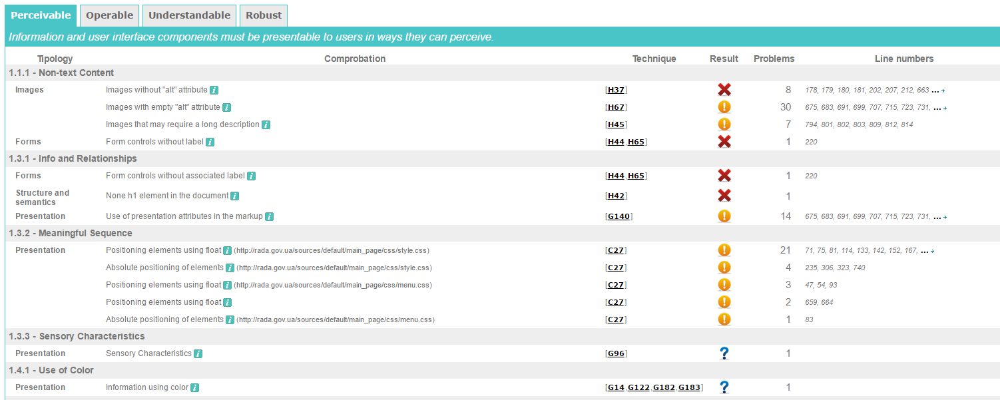 Perceivable Operable Understandable Robust
Information and user interface components must be presentable to users in ways they can perceive.
Tipology Comprobation Technique Result Problems Line numbers
1.1.1 - Non-text Content
Images Images without "alt" attribute i [H37] 8 178, 179, 180, 181, 202, 207, 212, 663 ... →
Images with empty "alt" attribute i [H67] ! 30 675, 683, 691, 699, 707, 715, 723, 731, ... →
Images that may require a long description i [H45] ! 7 794, 801, 802, 803, 809, 812, 814
Forms Form controls without label i [H44,H65] 1 220
1.3.1 - Info and Relationships
Forms Form controls without associated label i [H44,H65] 1 220
Structure and semantics None h1 element in the document i [H42] 1
Presentation Use of presentation attributes in the markup i [G140] ! 14 675, 683, 691, 699, 707, 715, 723, 731, ... →
1.3.2 - Meaningful Sequence
Presentation Positioning elements using float i (http://rada.gov.ua/sources/default/main_page/css/style.css) [C27] ! 21 71, 75, 81, 114, 133, 142, 152, 167, ... →
Absolute positioning of elements i (http://rada.gov.ua/sources/default/main_page/css/style.css) [C27] ! 4 235, 306, 323, 740
Positioning elements using float i (http://rada.gov.ua/sources/default/main_page/css/menu.css) [C27] ! 3 47, 54, 93
Positioning elements using float i [C27] ! 2 659, 664
Absolute positioning of elements i (http://rada.gov.ua/sources/default/main_page/css/menu.css) [C27] ! 1 83
1.3.3 - Sensory Characteristics
Presentation Sensory Characteristics i [G96] ? 1
1.4.1 - Use of Color
Presentation Information using color i [G14,G122,G182,G183] ? 1